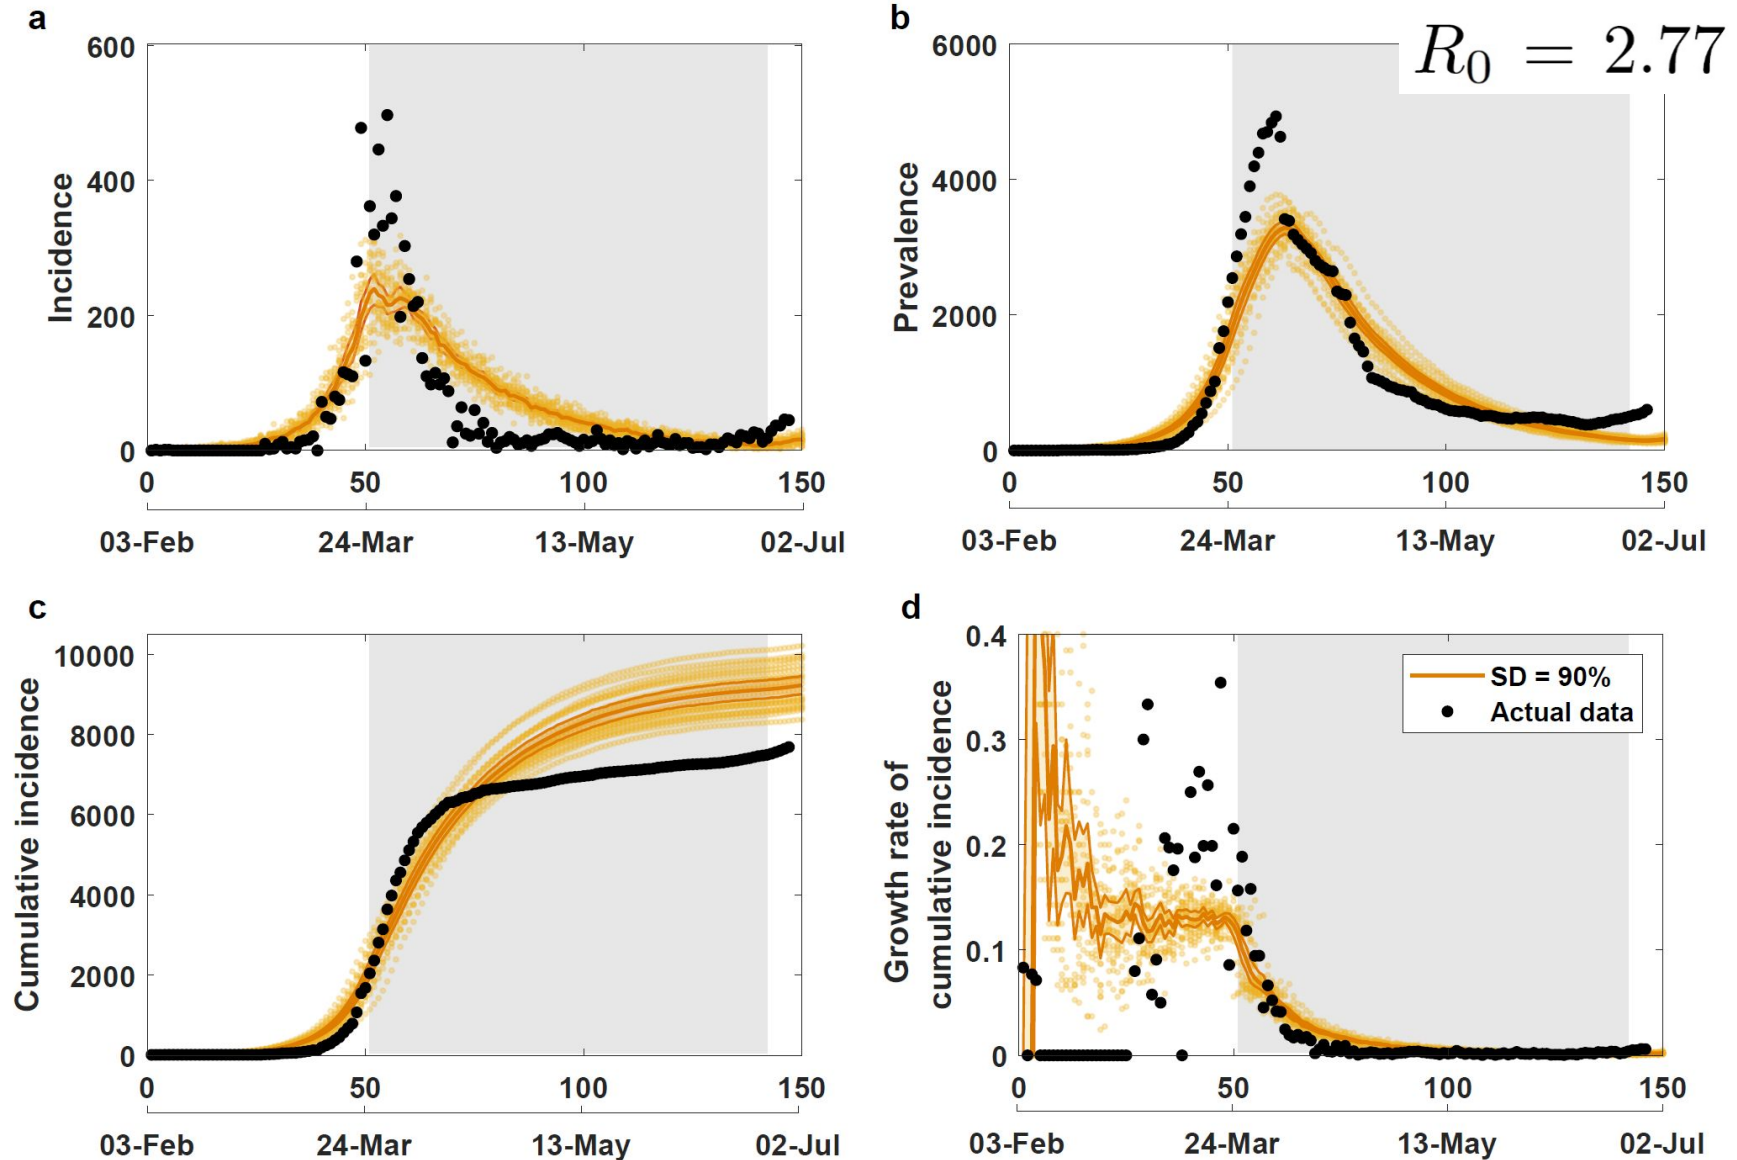 a
b
R₀ = 2.77
600
400
200
0
Incidence
0 50 100 150
03-Feb 24-Mar 13-May 02-Jul
6000
4000
2000
0
Prevalence
0 50 100 150
03-Feb 24-Mar 13-May 02-Jul
c
d
10000
8000
6000
4000
2000
0
Cumulative incidence
0 50 100 150
03-Feb 24-Mar 13-May 02-Jul
0.4
0.3
0.2
0.1
0
Growth rate of
cumulative incidence
SD = 90%
Actual data
0 50 100 150
03-Feb 24-Mar 13-May 02-Jul